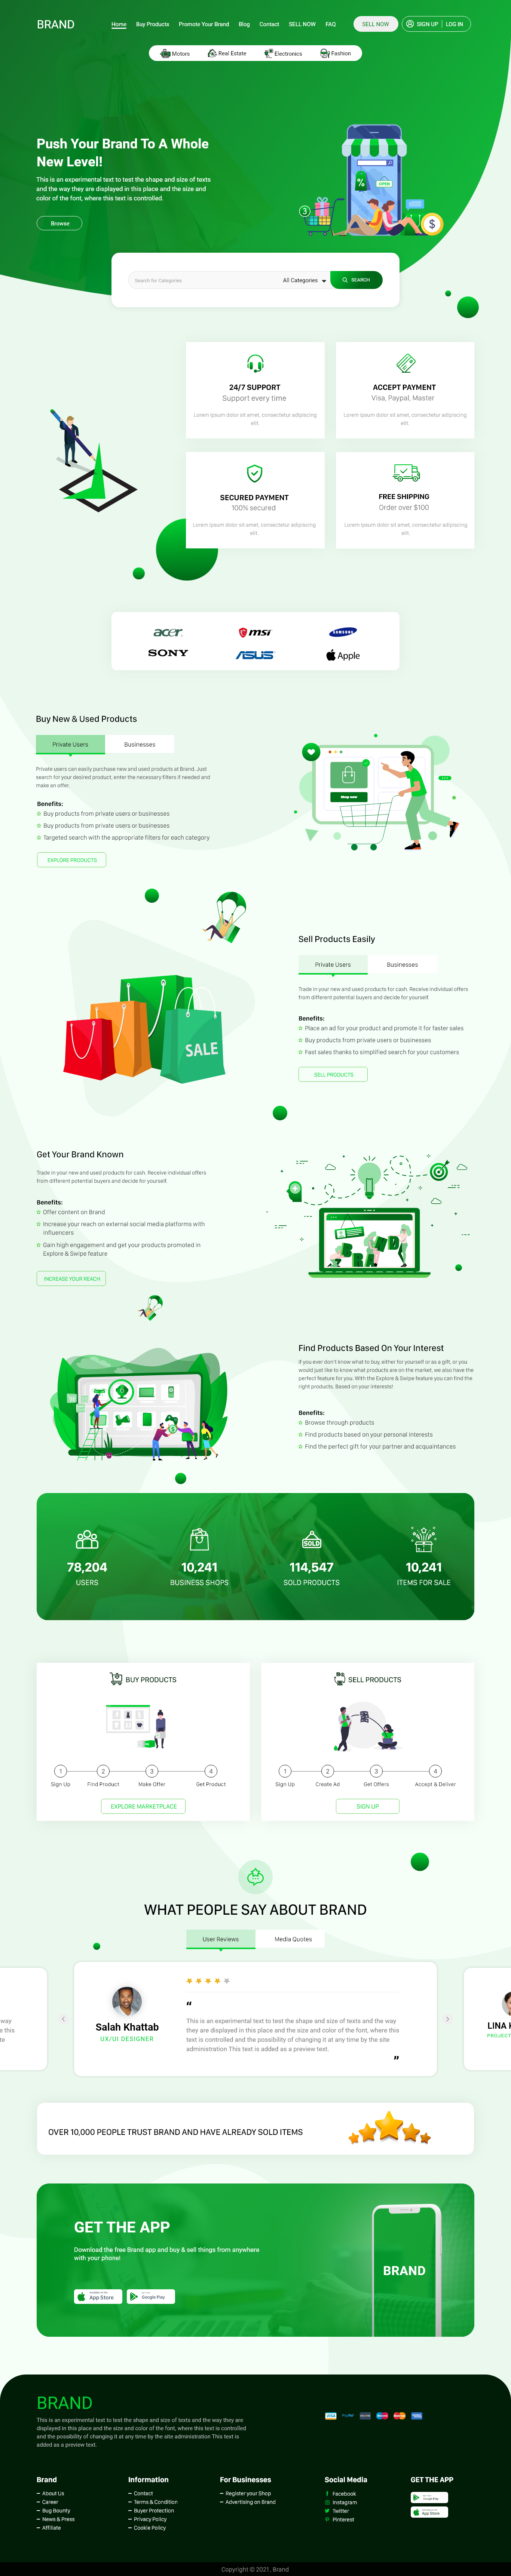 BRAND
Home Buy Products Promote Your Brand Blog Contact SELL NOW FAQ
SELL NOW
SIGN UP LOG IN
Motors Real Estate Electronics Fashion
Push Your Brand To A Whole
New Level!
This is an experimental text to test the shape and size of texts
and the way they are displayed in this place and the size and
color of the font, where this text is controlled.
Browse
OPEN
Search for Categories
All Categories
SEARCH
24/7 SUPPORT
Support every time
Lorem ipsum dolor sit amet, consectetur adipiscing
elit.
ACCEPT PAYMENT
Visa, Paypal, Master
Lorem ipsum dolor sit amet, consectetur adipiscing
elit.
SECURED PAYMENT
100% secured
Lorem ipsum dolor sit amet, consectetur adipiscing
elit.
FREE SHIPPING
Order over $100
Lorem ipsum dolor sit amet, consectetur adipiscing
elit.
acer msi SAMSUNG
SONY ASUS Apple
Buy New & Used Products
Private Users Businesses
Private users can easily purchase new and used products at Brand. Just
search for your desired product, enter the necessary filters if needed and
make an offer.
Benefits:
Buy products from private users or businesses
Buy products from private users or businesses
Targeted search with the appropriate filters for each category
EXPLORE PRODUCTS
Shop now
Sell Products Easily
Private Users Businesses
Trade in your new and used products for cash. Receive individual offers
from different potential buyers and decide for yourself.
Benefits:
Place an ad for your product and promote it for faster sales
Buy products from private users or businesses
Fast sales thanks to simplified search for your customers
SELL PRODUCTS
SALE
Get Your Brand Known
Trade in your new and used products for cash. Receive individual offers
from different potential buyers and decide for yourself.
Benefits:
Offer content on Brand
Increase your reach on external social media platforms with
influencers
Gain high engagement and get your products promoted in
Explore & Swipe feature
INCREASE YOUR REACH
BRAND
Find Products Based On Your Interest
If you ever don't know what to buy, either for yourself or as a gift, or you
would just like to know what products are on the market, we also have the
perfect feature for you. With the Explore & Swipe feature you can find the
right products. Based on your interests!
Benefits:
Browse through products
Find products based on your personal interests
Find the perfect gift for your partner and acquaintances
SOLD
78,204
USERS
10,241
BUSINESS SHOPS
114,547
SOLD PRODUCTS
10,241
ITEMS FOR SALE
BUY PRODUCTS
1 2 3 4
Sign Up Find Product Make Offer Get Product
EXPLORE MARKETPLACE
SELL PRODUCTS
1 2 3 4
Sign Up Create Ad Get Offers Accept & Deliver
SIGN UP
WHAT PEOPLE SAY ABOUT BRAND
User Reviews Media Quotes
way
e this
te
Salah Khattab
UX/UI DESIGNER
“
This is an experimental text to test the shape and size of texts and the way
they are displayed in this place and the size and color of the font, where this
text is controlled and the possibility of changing it at any time by the site
administration This text is added as a preview text.
”
LINA
PROJECT
OVER 10,000 PEOPLE TRUST BRAND AND HAVE ALREADY SOLD ITEMS
GET THE APP
Download the free Brand app and buy & sell things from anywhere
with your phone!
App Store
Google Play
BRAND
BRAND
This is an experimental text to test the shape and size of texts and the way they are
displayed in this place and the size and color of the font, where this text is controlled
and the possibility of changing it at any time by the site administration This text is
added as a preview text.
VISA PayPal
Brand
About Us
Career
Bug Bounty
News & Press
Affiliate
Information
Contact
Terms & Condition
Buyer Protection
Privacy Policy
Cookie Policy
For Businesses
Register your Shop
Advertising on Brand
Social Media
Facebook
Instagram
Twitter
Pinterest
GET THE APP
Google Play
App Store
Copyright © 2021, Brand